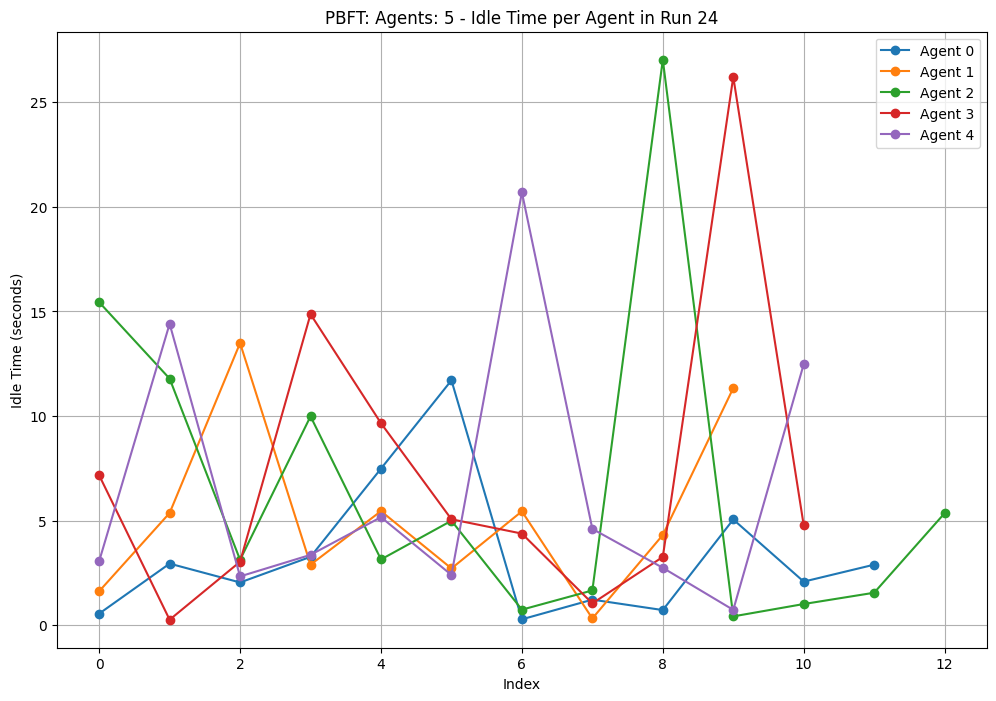 PBFT: Agents: 5 - Idle Time per Agent in Run 24
Agent 0
Agent 1
Agent 2
Agent 3
Agent 4
Idle Time (seconds)
25
20
15
10
5
0
0 2 4 6 8 10 12
Index